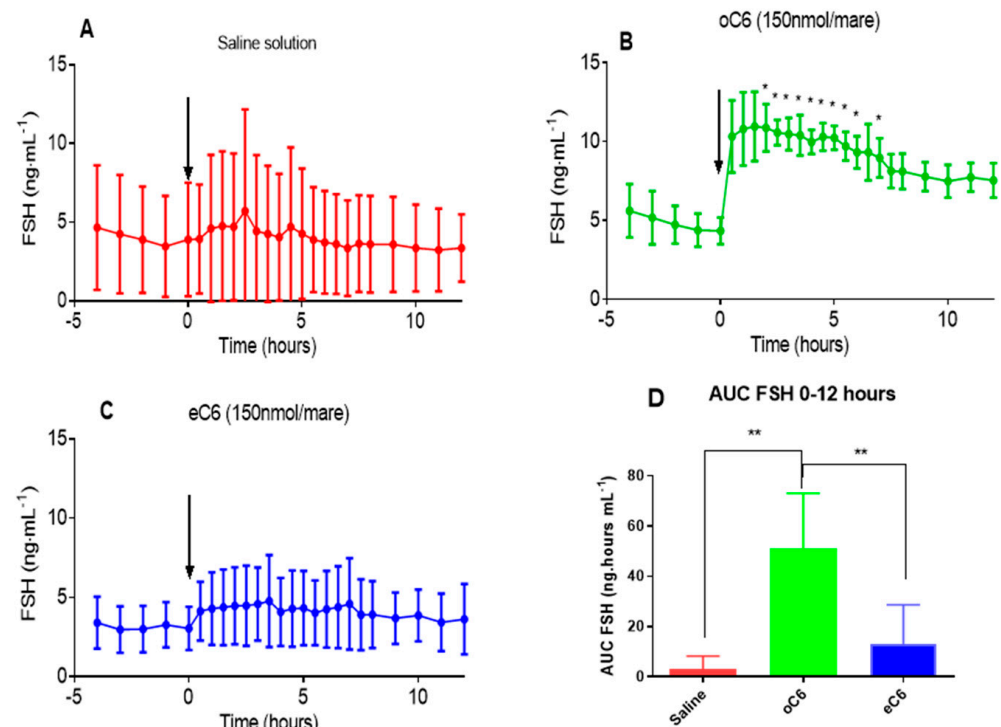 A
Saline solution
FSH (ng·mL⁻¹)
15
10
5
0
-5
0
5
10
Time (hours)
B
oC6 (150nmol/mare)
FSH (ng·mL⁻¹)
15
10
5
0
* * * * * * * * * *
-5
0
5
10
Time (hours)
C
eC6 (150nmol/mare)
FSH (ng·mL⁻¹)
15
10
5
0
-5
0
5
10
Time (hours)
D
AUC FSH 0-12 hours
AUC FSH (ng.hours mL⁻¹)
80
60
40
20
0
**
**
Saline
oC6
eC6